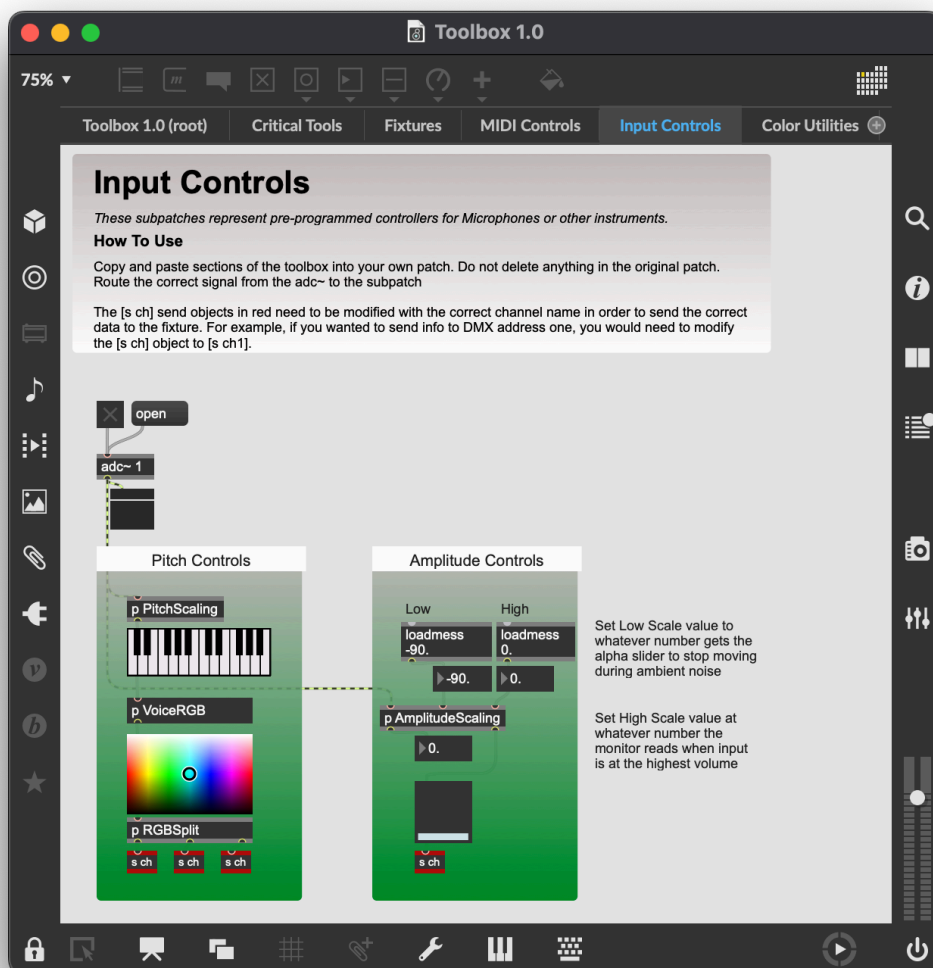 Toolbox 1.0
75%
Toolbox 1.0 (root)
Critical Tools
Fixtures
MIDI Controls
Input Controls
Color Utilities
Input Controls
These subpatches represent pre-programmed controllers for Microphones or other instruments.
How To Use
Copy and paste sections of the toolbox into your own patch. Do not delete anything in the original patch.
Route the correct signal from the adc~ to the subpatch
The [s ch] send objects in red need to be modified with the correct channel name in order to send the correct
data to the fixture. For example, if you wanted to send info to DMX address one, you would need to modify
the [s ch] object to [s ch1].
open
adc~ 1
Pitch Controls
p PitchScaling
p VoiceRGB
p RGBSplit
s ch
s ch
s ch
Amplitude Controls
Low
High
loadmess
-90.
loadmess
0.
-90.
0.
p AmplitudeScaling
0.
s ch
Set Low Scale value to
whatever number gets the
alpha slider to stop moving
during ambient noise
Set High Scale value at
whatever number the
monitor reads when input
is at the highest volume